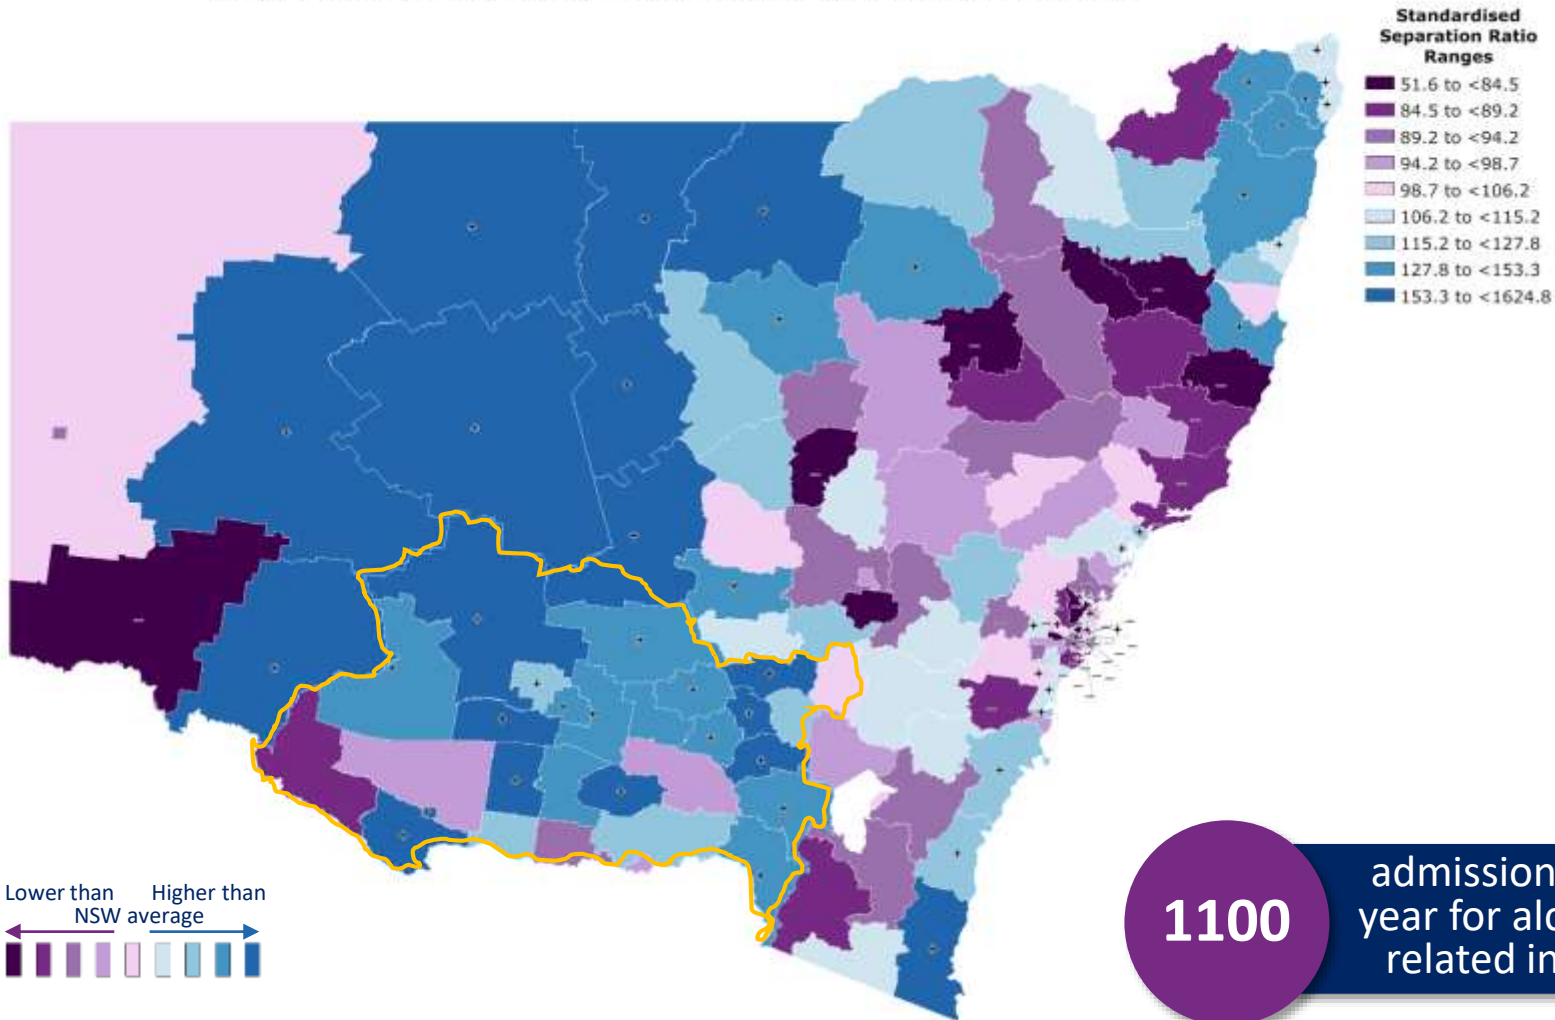 Standardised
Separation Ratio
Ranges
51.6 to <84.5
84.5 to <89.2
89.2 to <94.2
94.2 to <98.7
98.7 to <106.2
106.2 to <115.2
115.2 to <127.8
127.8 to <153.3
153.3 to <1624.8
Lower than Higher than
NSW average
1100
admission
year for alc
related in